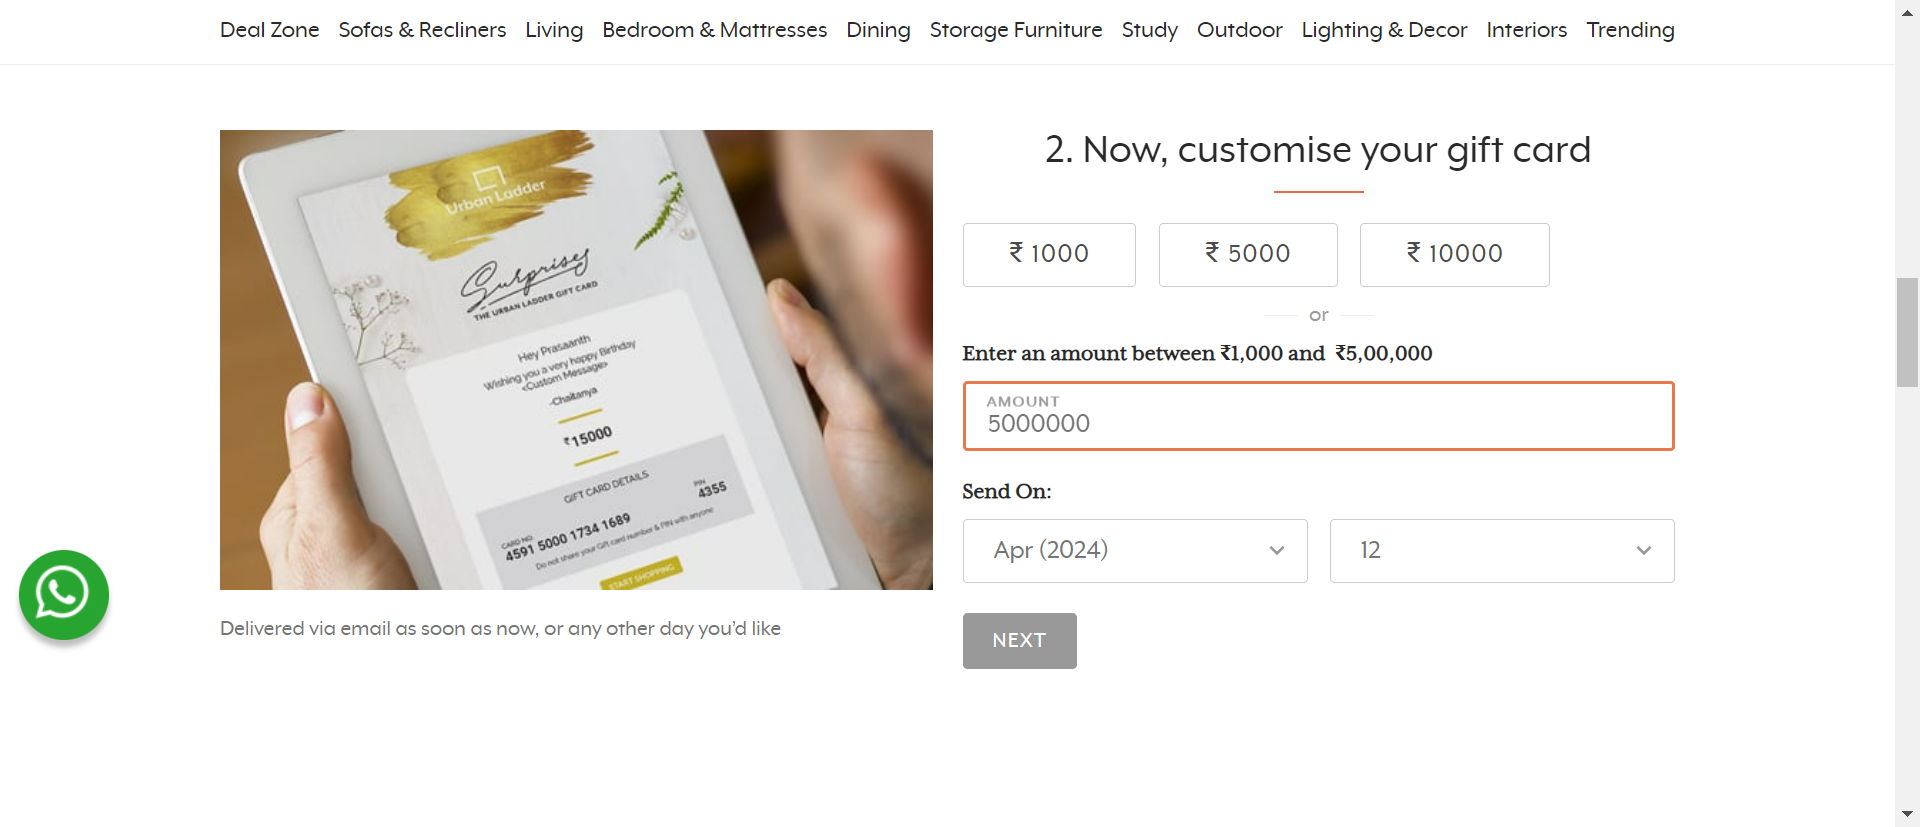 Deal Zone Sofas & Recliners Living Bedroom & Mattresses Dining Storage Furniture Study Outdoor Lighting & Decor Interiors Trending
Urban Ladder
Surprises
THE URBAN LADDER GIFT CARD
Hey Prasaanth
Wishing you a very happy Birthday
<Custom Message>
-Chaitanya
₹15000
GIFT CARD DETAILS
CARD NO. PIN
4591 5000 1734 1689 4355
Do not share your Gift card number & PIN with anyone
START SHOPPING
Delivered via email as soon as now, or any other day you’d like
2. Now, customise your gift card
₹ 1000 ₹ 5000 ₹ 10000
or
Enter an amount between ₹1,000 and ₹5,00,000
AMOUNT
5000000
Send On:
Apr (2024) 12
NEXT